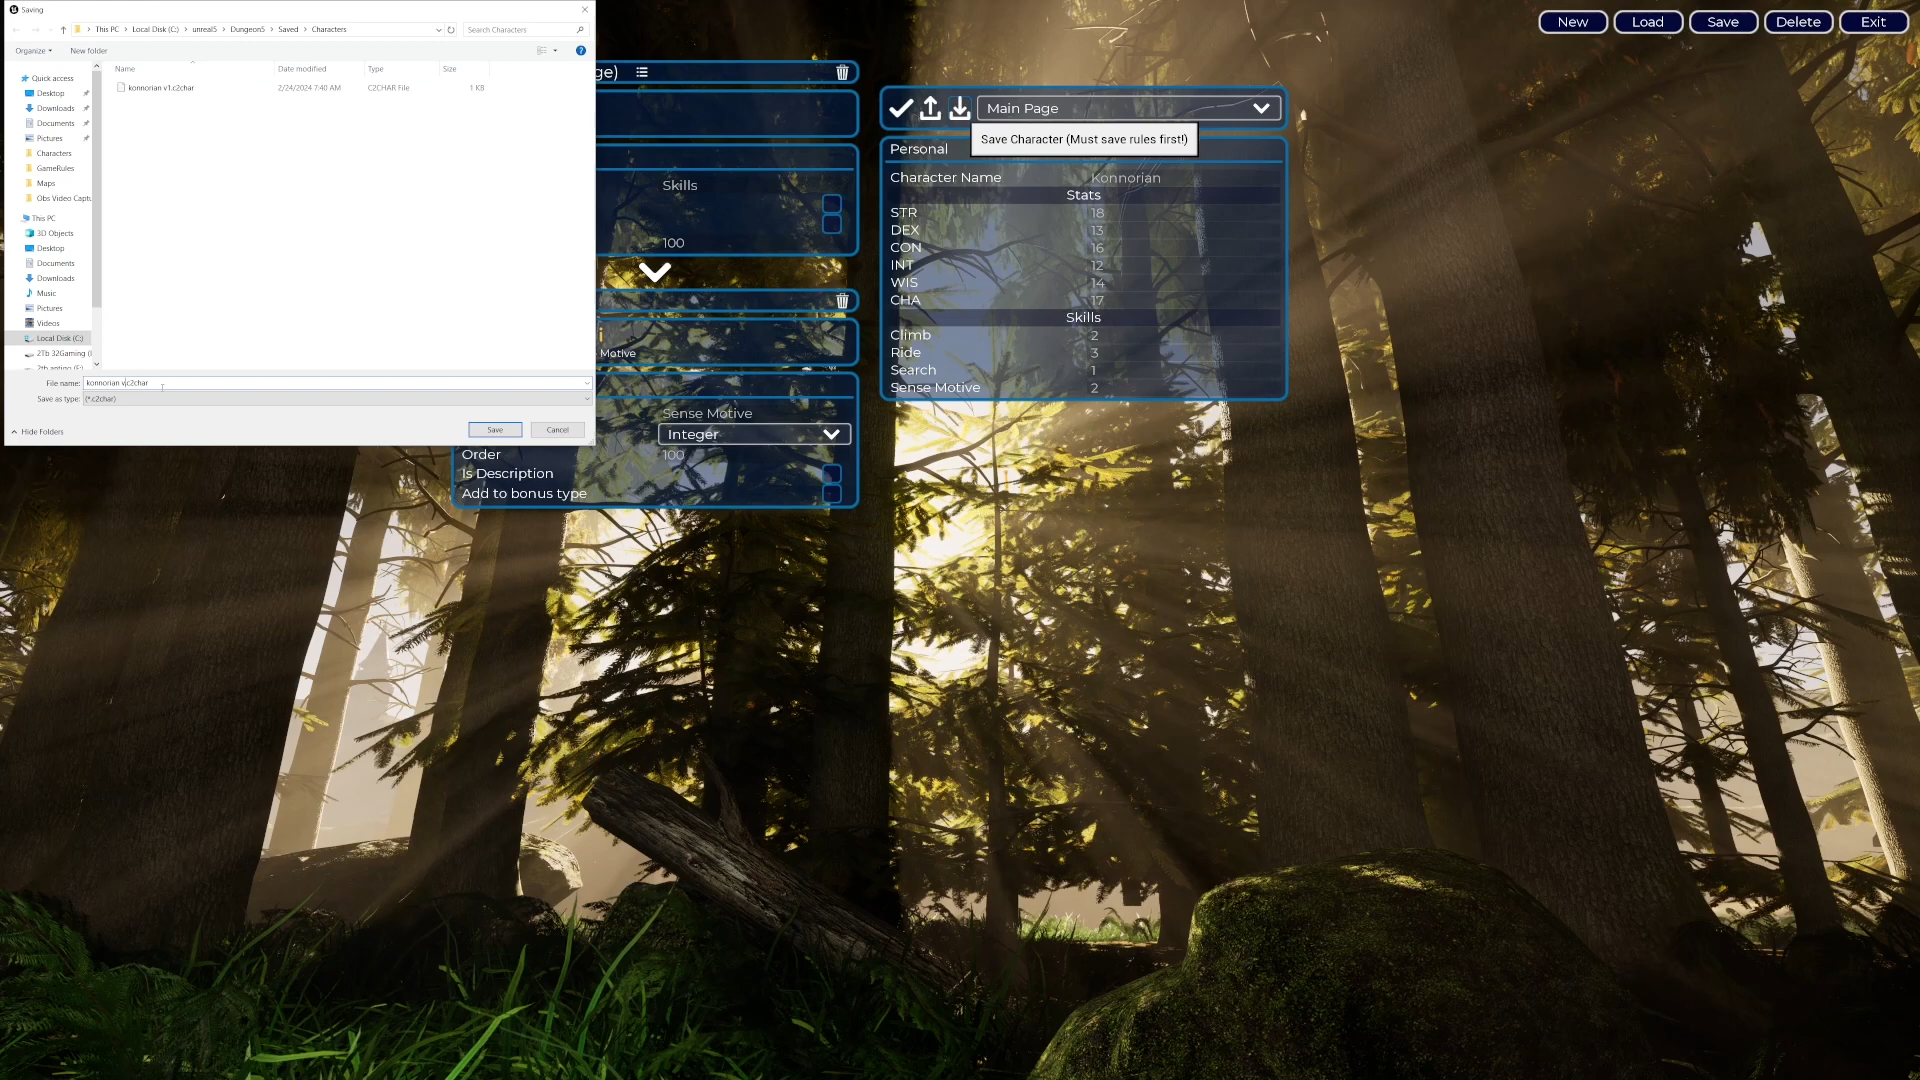 Saving
This PC > Local Disk (C:) > unreal5 > Dungeon5 > Saved > Characters
Search Characters
Organize
New folder
Name
Date modified
Type
Size
konnorian v1.c2char
2/24/2024 7:40 AM
C2CHAR File
1 KB
Quick access
Desktop
Downloads
Documents
Pictures
Characters
GameRules
Maps
Obs Video Captu
This PC
3D Objects
Desktop
Documents
Downloads
Music
Pictures
Videos
Local Disk (C:)
2Tb 32Gaming (
File name:
konnorian v.c2char
Save as type:
(*.c2char)
Hide Folders
Save
Cancel
ge)
Skills
100
Motive
Sense Motive
Integer
Order
100
Is Description
Add to bonus type
Main Page
Save Character (Must save rules first!)
Personal
Character Name
Konnorian
Stats
STR
18
DEX
13
CON
16
INT
12
WIS
14
CHA
17
Skills
Climb
2
Ride
3
Search
1
Sense Motive
2
New
Load
Save
Delete
Exit